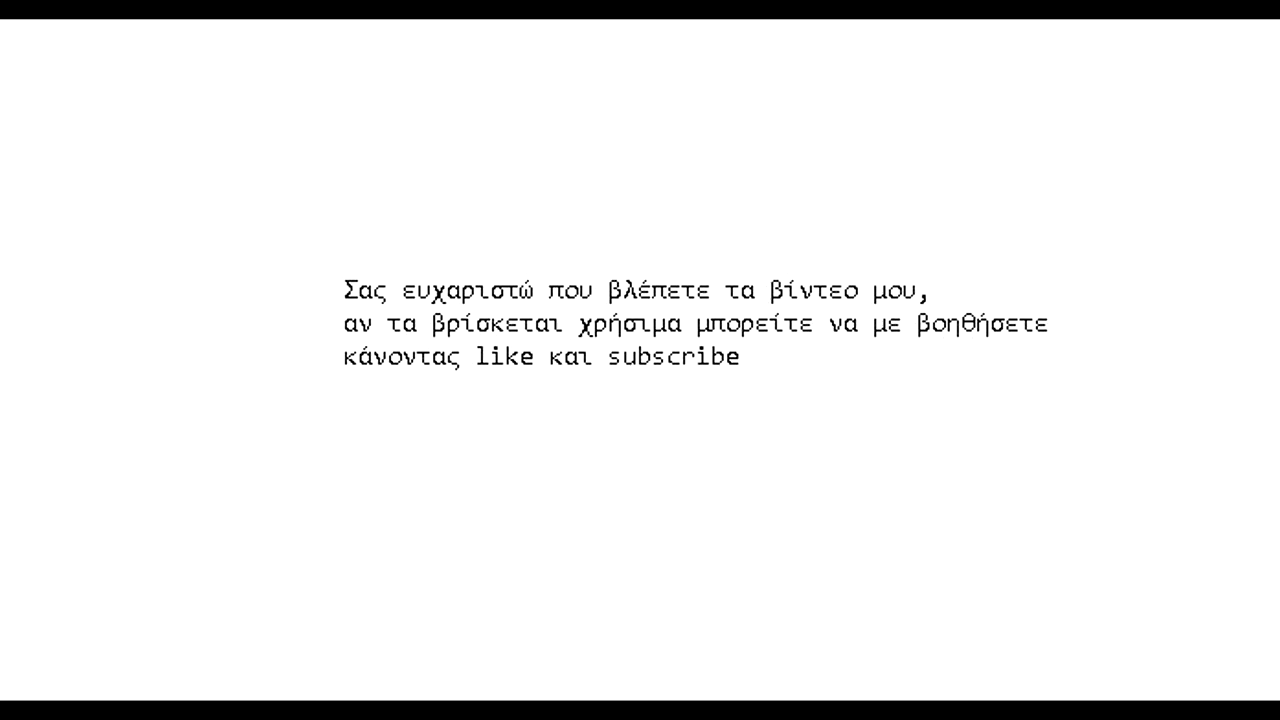 Σας ευχαριστώ που βλέπετε τα βίντεο μου,
αν τα βρίσκεται χρήσιμα μπορείτε να με βοηθήσετε
κάνοντας like και subscribe